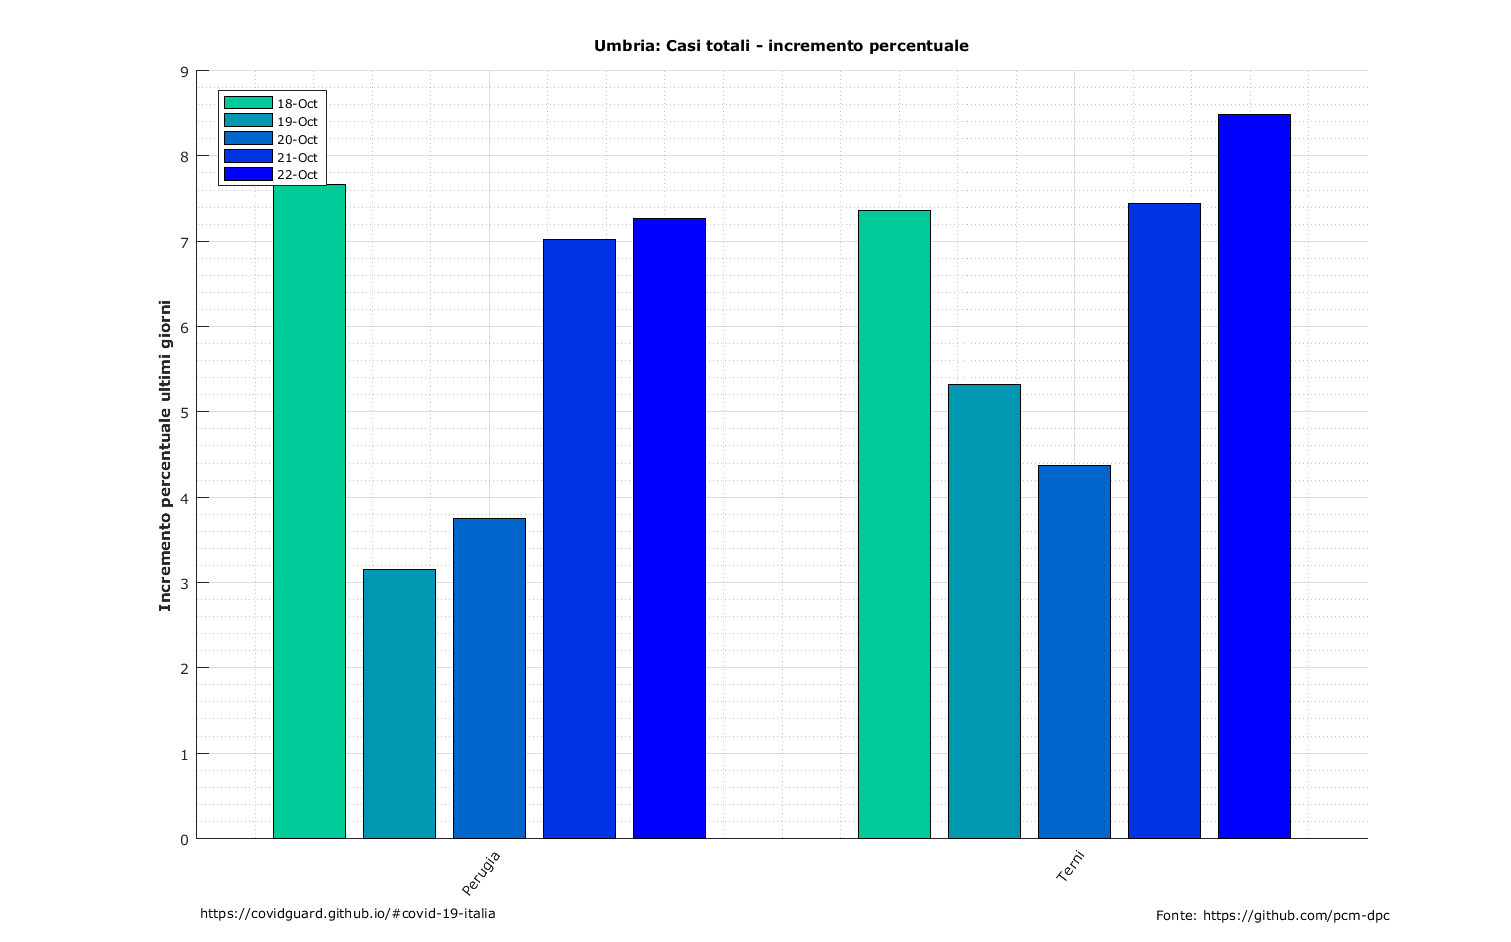 Umbria: Casi totali - incremento percentuale
9
8
7
6
5
4
3
2
1
0
Incremento percentuale ultimi giorni
18-Oct
19-Oct
20-Oct
21-Oct
22-Oct
Perugia
Terni
https://covidguard.github.io/#covid-19-italia
Fonte: https://github.com/pcm-dpc